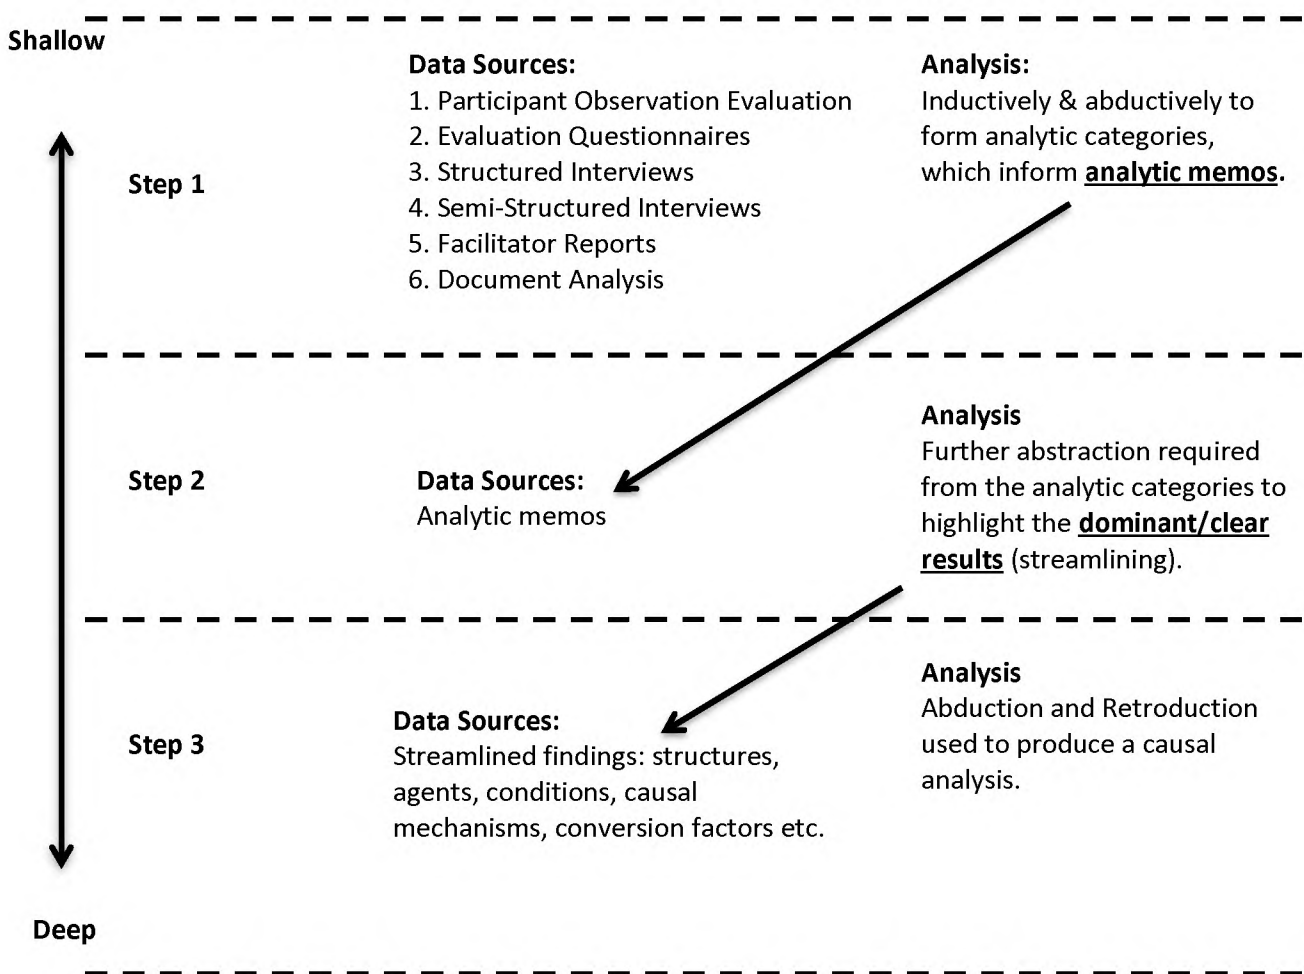 Shallow
Step 1
Data Sources:
1. Participant Observation Evaluation
2. Evaluation Questionnaires
3. Structured Interviews
4. Semi-Structured Interviews
5. Facilitator Reports
6. Document Analysis
Analysis:
Inductively & abductively to
form analytic categories,
which inform analytic memos.
Step 2
Data Sources:
Analytic memos
Analysis
Further abstraction required
from the analytic categories to
highlight the dominant/clear
results (streamlining).
Step 3
Data Sources:
Streamlined findings: structures,
agents, conditions, causal
mechanisms, conversion factors etc.
Analysis
Abduction and Retroduction
used to produce a causal
analysis.
Deep